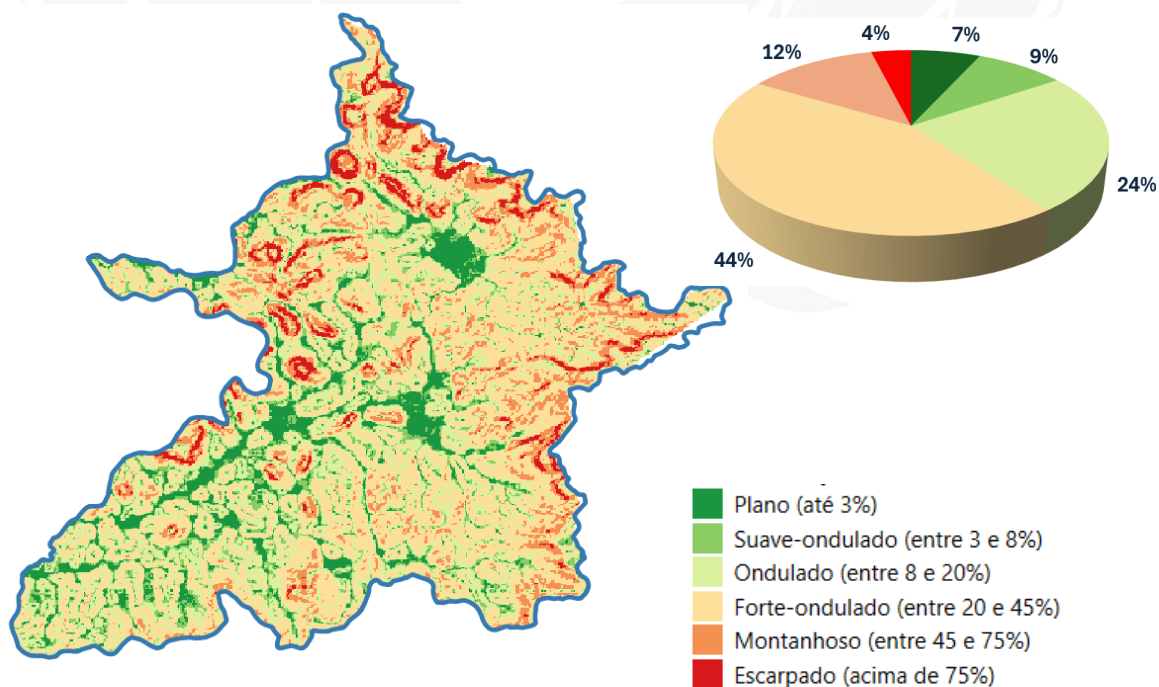 4%
7%
12%
9%
24%
44%
Plano (até 3%)
Suave-ondulado (entre 3 e 8%)
Ondulado (entre 8 e 20%)
Forte-ondulado (entre 20 e 45%)
Montanhoso (entre 45 e 75%)
Escarpado (acima de 75%)